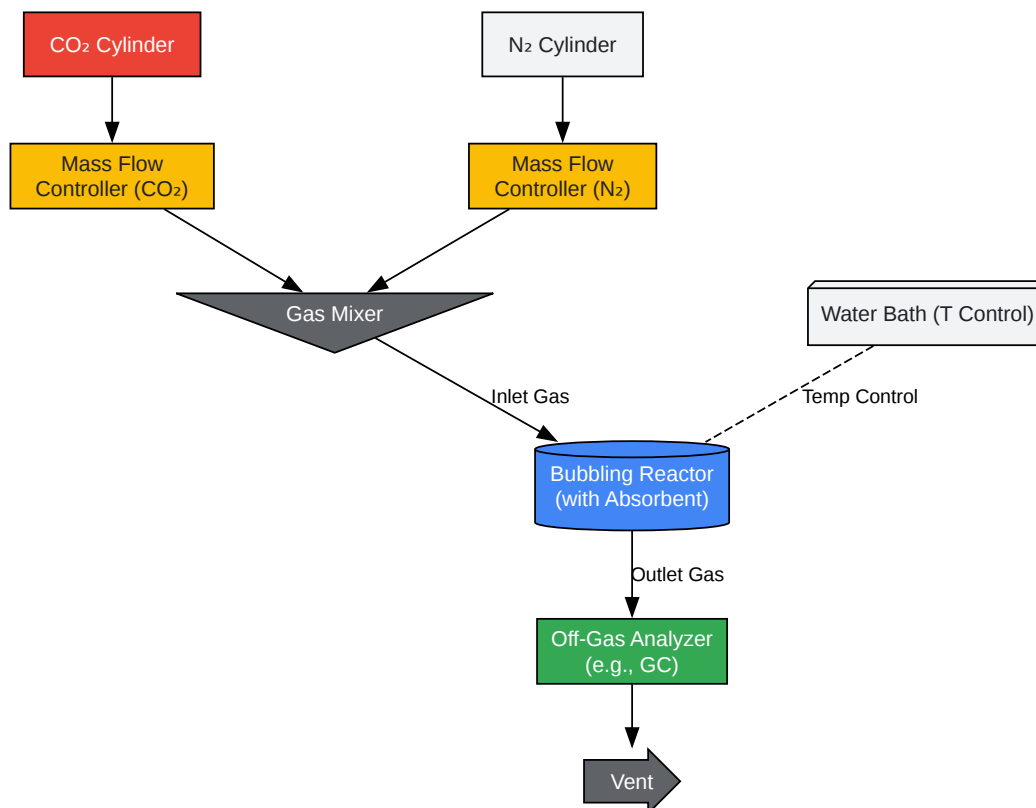 CO₂ Cylinder
N₂ Cylinder
Mass Flow
Controller (CO₂)
Mass Flow
Controller (N₂)
Gas Mixer
Water Bath (T Control)
Inlet Gas
Temp Control
Bubbling Reactor
(with Absorbent)
Outlet Gas
Off-Gas Analyzer
(e.g., GC)
Vent